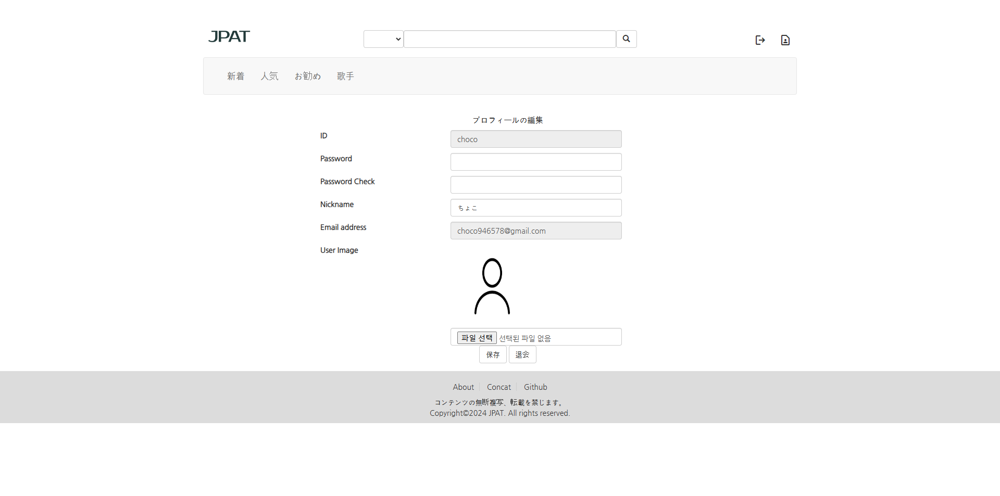 JPAT
新着 人気 お勧め 歌手
プロフィールの編集
ID choco
Password
Password Check
Nickname ちょこ
Email address choco946578@gmail.com
User Image
파일 선택 선택된 파일 없음
保存 退会
About Concat Github
コンテンツの無断複写、転載を禁じます。
Copyright©2024 JPAT. All rights reserved.